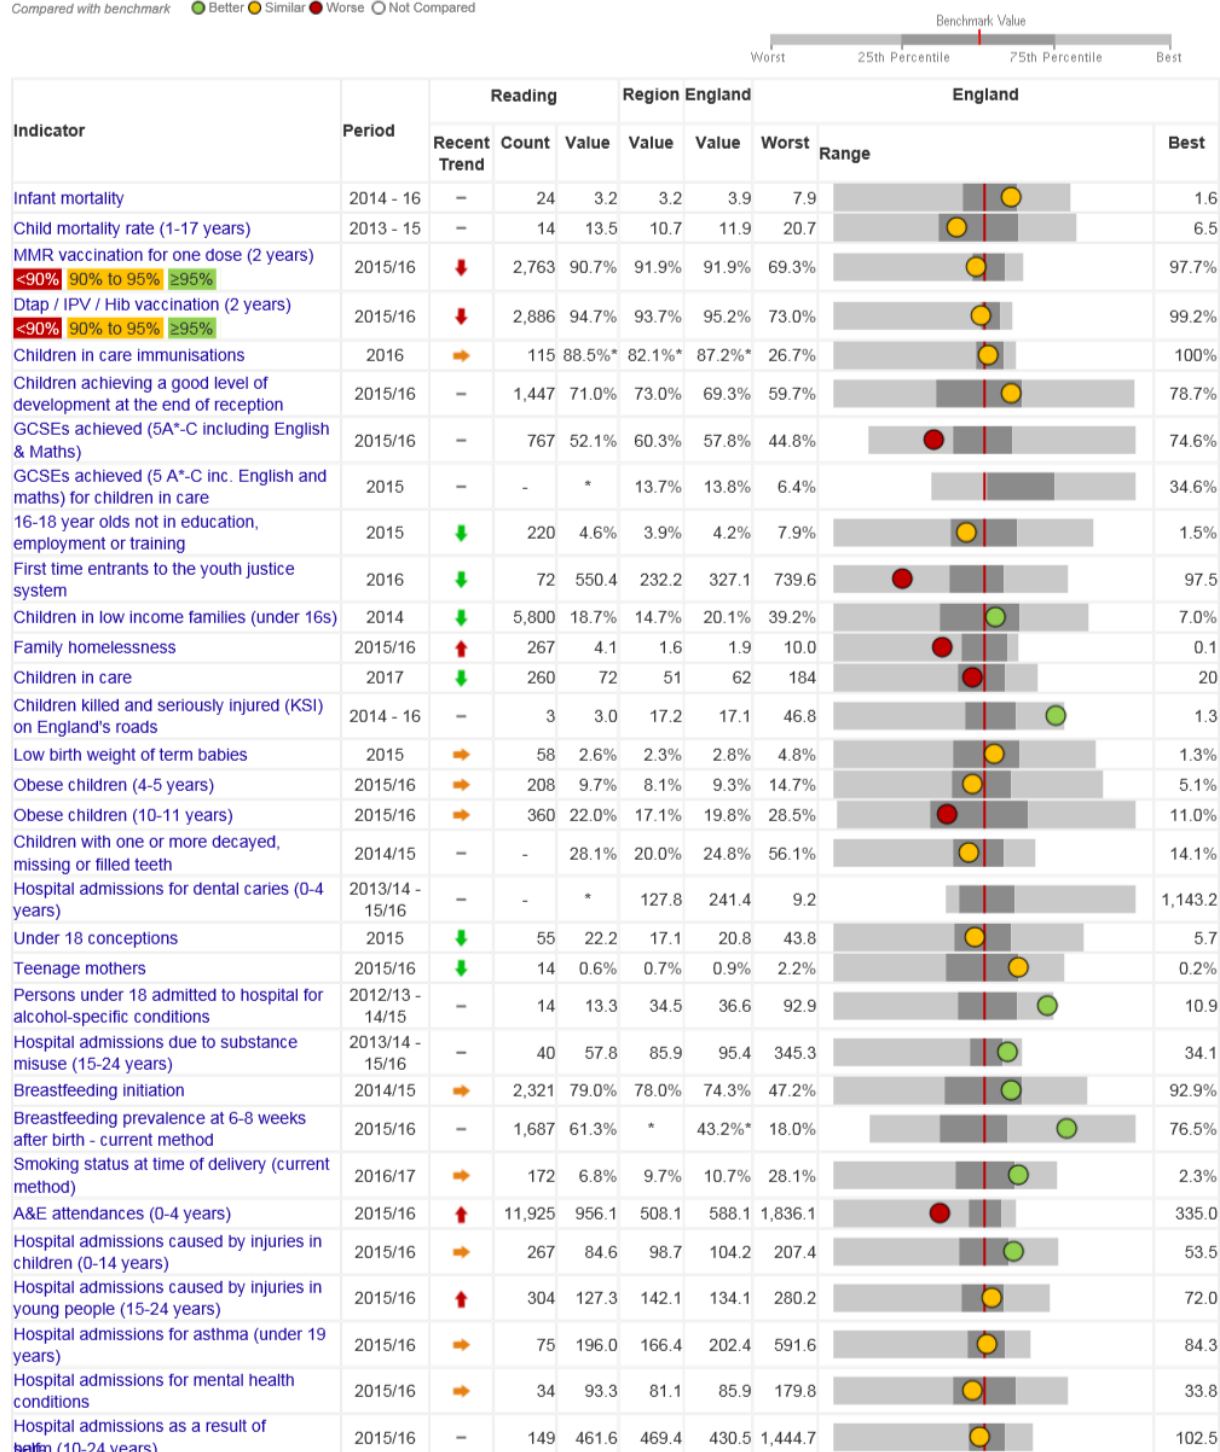 Compared with benchmark Better Similar Worse Not Compared
Benchmark Value
Worst 25th Percentile 75th Percentile Best
Reading Region England England
Indicator Period Recent Trend Count Value Value Value Worst Range Best
Infant mortality 2014 - 16 – 24 3.2 3.2 3.9 7.9 1.6
Child mortality rate (1-17 years) 2013 - 15 – 14 13.5 10.7 11.9 20.7 6.5
MMR vaccination for one dose (2 years)
<90% 90% to 95% ≥95% 2015/16 2,763 90.7% 91.9% 91.9% 69.3% 97.7%
Dtap / IPV / Hib vaccination (2 years)
<90% 90% to 95% ≥95% 2015/16 2,886 94.7% 93.7% 95.2% 73.0% 99.2%
Children in care immunisations 2016 115 88.5%* 82.1%* 87.2%* 26.7% 100%
Children achieving a good level of
development at the end of reception 2015/16 – 1,447 71.0% 73.0% 69.3% 59.7% 78.7%
GCSEs achieved (5A*-C including English
& Maths) 2015/16 – 767 52.1% 60.3% 57.8% 44.8% 74.6%
GCSEs achieved (5 A*-C inc. English and
maths) for children in care 2015 – - * 13.7% 13.8% 6.4% 34.6%
16-18 year olds not in education,
employment or training 2015 220 4.6% 3.9% 4.2% 7.9% 1.5%
First time entrants to the youth justice
system 2016 72 550.4 232.2 327.1 739.6 97.5
Children in low income families (under 16s) 2014 5,800 18.7% 14.7% 20.1% 39.2% 7.0%
Family homelessness 2015/16 267 4.1 1.6 1.9 10.0 0.1
Children in care 2017 260 72 51 62 184 20
Children killed and seriously injured (KSI)
on England's roads 2014 - 16 – 3 3.0 17.2 17.1 46.8 1.3
Low birth weight of term babies 2015 58 2.6% 2.3% 2.8% 4.8% 1.3%
Obese children (4-5 years) 2015/16 208 9.7% 8.1% 9.3% 14.7% 5.1%
Obese children (10-11 years) 2015/16 360 22.0% 17.1% 19.8% 28.5% 11.0%
Children with one or more decayed,
missing or filled teeth 2014/15 – - 28.1% 20.0% 24.8% 56.1% 14.1%
Hospital admissions for dental caries (0-4
years) 2013/14 - 15/16 – - * 127.8 241.4 9.2 1,143.2
Under 18 conceptions 2015 55 22.2 17.1 20.8 43.8 5.7
Teenage mothers 2015/16 14 0.6% 0.7% 0.9% 2.2% 0.2%
Persons under 18 admitted to hospital for
alcohol-specific conditions 2012/13 - 14/15 – 14 13.3 34.5 36.6 92.9 10.9
Hospital admissions due to substance
misuse (15-24 years) 2013/14 - 15/16 – 40 57.8 85.9 95.4 345.3 34.1
Breastfeeding initiation 2014/15 2,321 79.0% 78.0% 74.3% 47.2% 92.9%
Breastfeeding prevalence at 6-8 weeks
after birth - current method 2015/16 – 1,687 61.3% * 43.2%* 18.0% 76.5%
Smoking status at time of delivery (current
method) 2016/17 172 6.8% 9.7% 10.7% 28.1% 2.3%
A&E attendances (0-4 years) 2015/16 11,925 956.1 508.1 588.1 1,836.1 335.0
Hospital admissions caused by injuries in
children (0-14 years) 2015/16 267 84.6 98.7 104.2 207.4 53.5
Hospital admissions caused by injuries in
young people (15-24 years) 2015/16 304 127.3 142.1 134.1 280.2 72.0
Hospital admissions for asthma (under 19
years) 2015/16 75 196.0 166.4 202.4 591.6 84.3
Hospital admissions for mental health
conditions 2015/16 34 93.3 81.1 85.9 179.8 33.8
Hospital admissions as a result of
(10-24 years) 2015/16 – 149 461.6 469.4 430.5 1,444.7 102.5